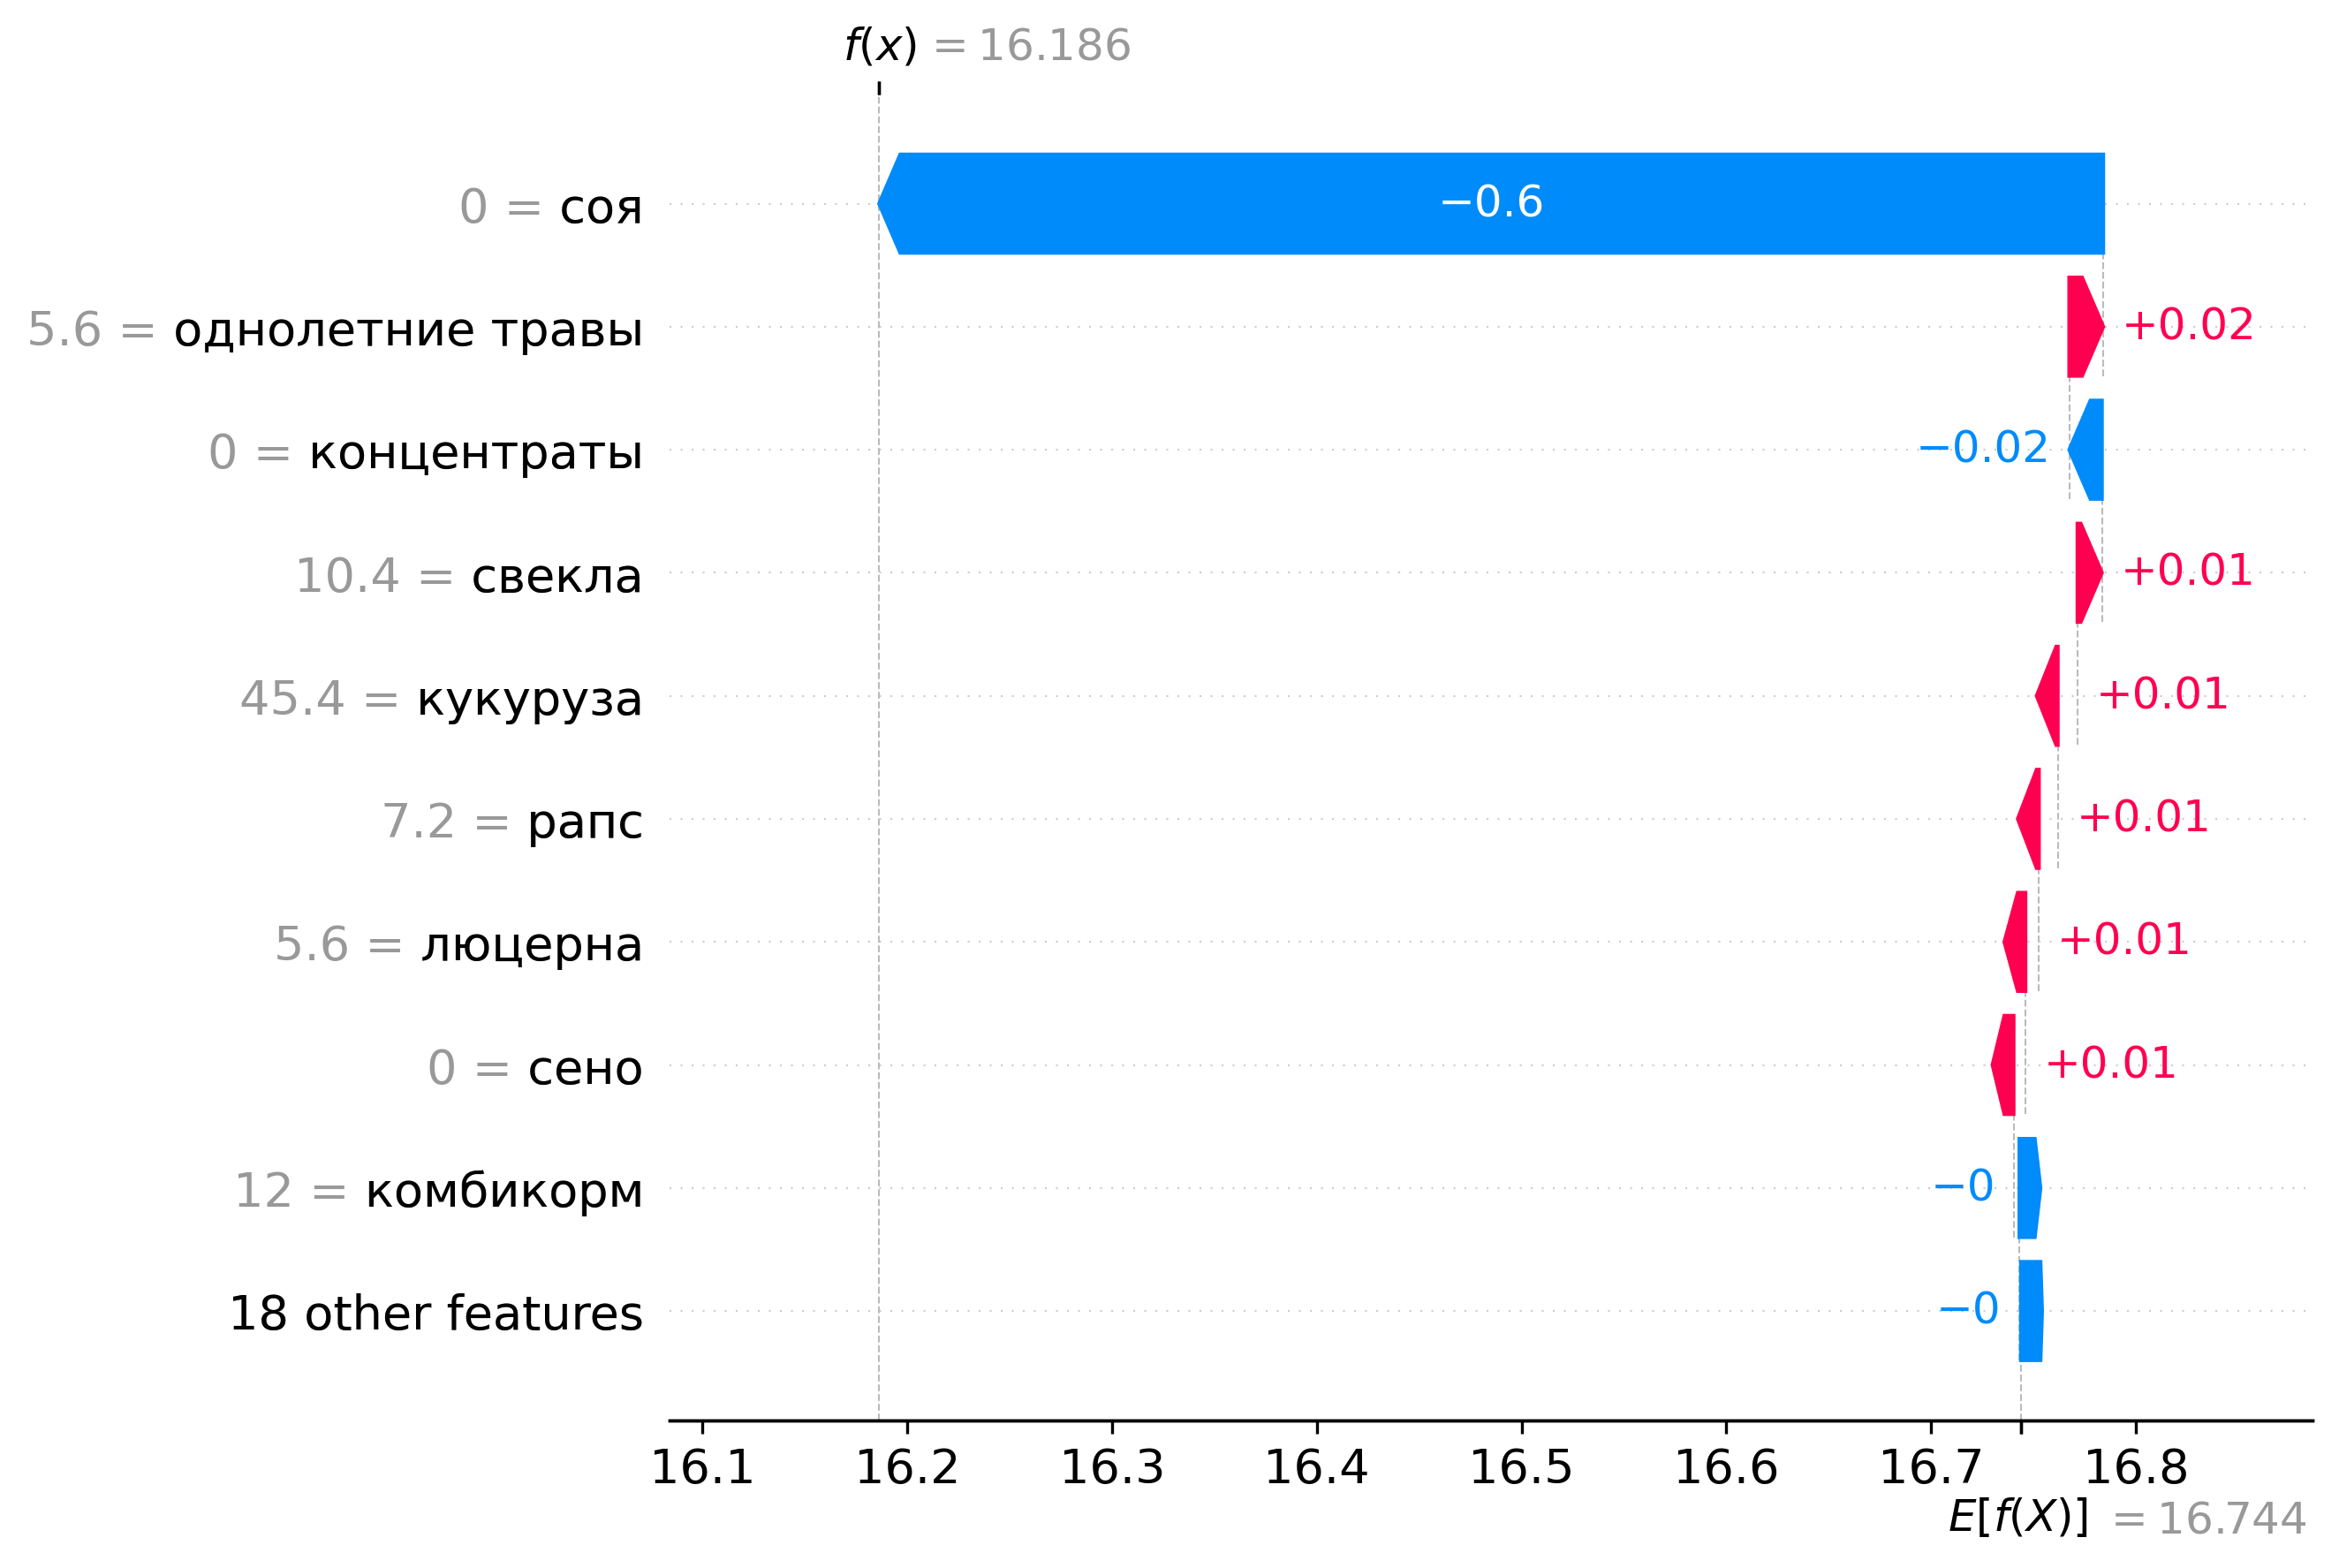 f(x) = 16.186
0 = соя −0.6
5.6 = однолетние травы +0.02
0 = концентраты −0.02
10.4 = свекла +0.01
45.4 = кукуруза +0.01
7.2 = рапс +0.01
5.6 = люцерна +0.01
0 = сено +0.01
12 = комбикорм −0
18 other features −0
16.1 16.2 16.3 16.4 16.5 16.6 16.7 16.8
E[f(X)] = 16.744